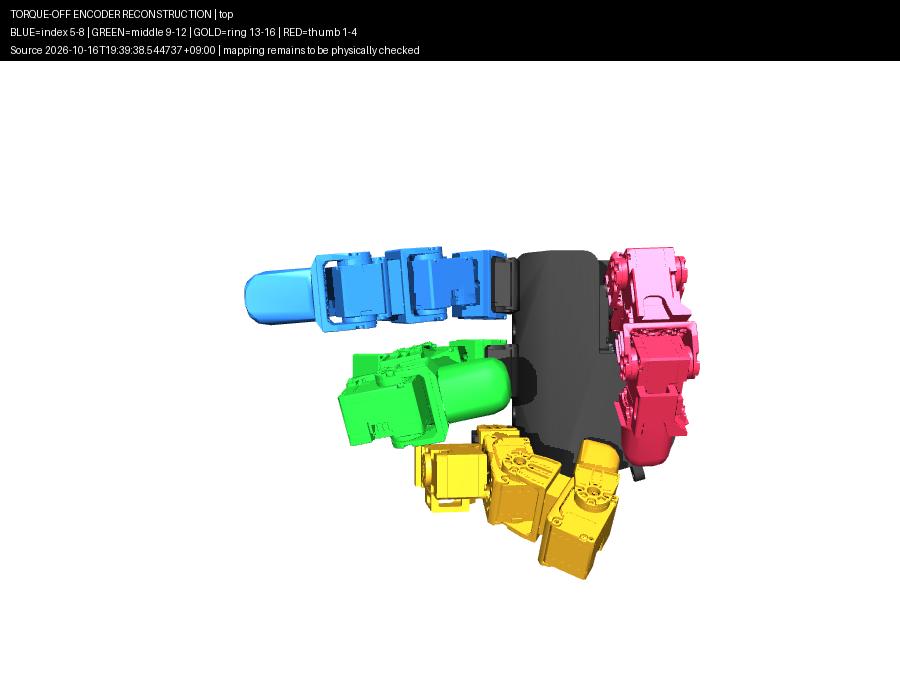 TORQUE-OFF ENCODER RECONSTRUCTION | top
BLUE=index 5-8 | GREEN=middle 9-12 | GOLD=ring 13-16 | RED=thumb 1-4
Source 2026-10-16T19:39:38.544737+09:00 | mapping remains to be physically checked